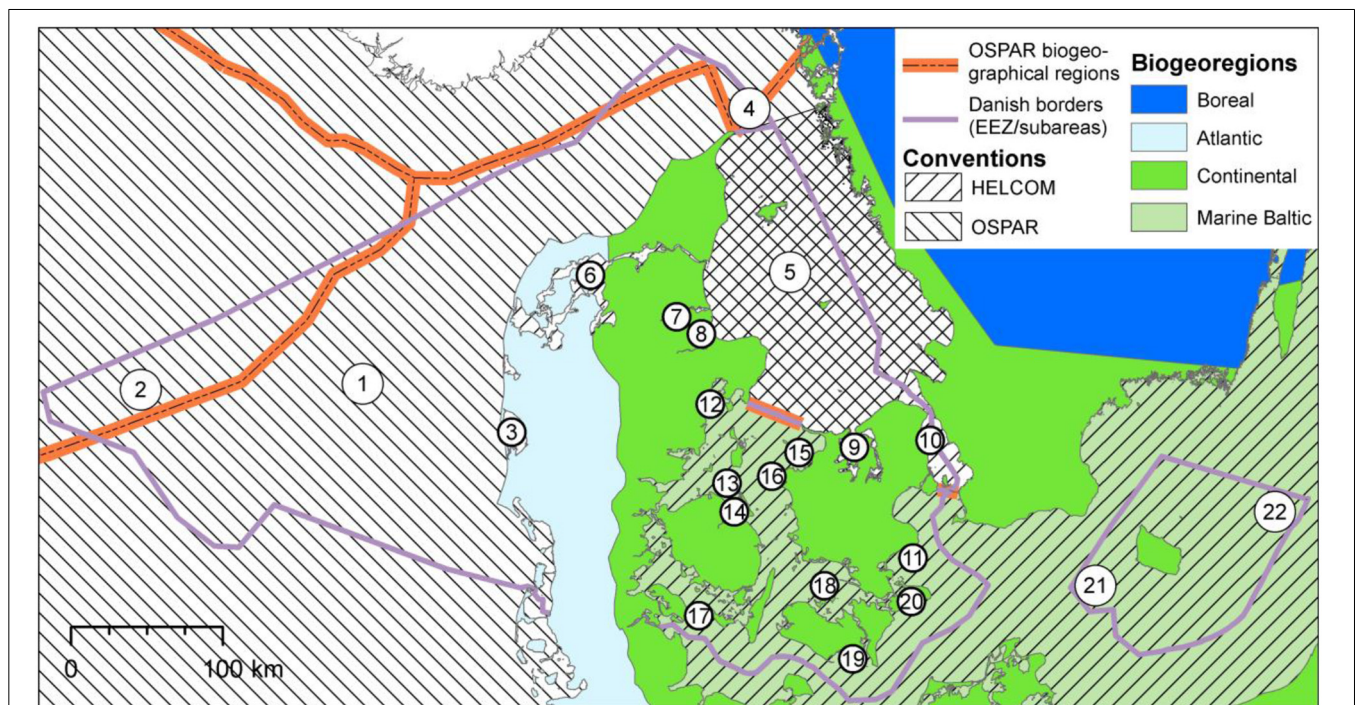 OSPAR biogeo-
graphical regions
Danish borders
(EEZ/subareas)
Conventions
HELCOM
OSPAR
Biogeoregions
Boreal
Atlantic
Continental
Marine Baltic
4
5
6
7
8
2
1
3
12
9
10
15
16
13
14
22
11
21
18
20
17
19
0
100 km